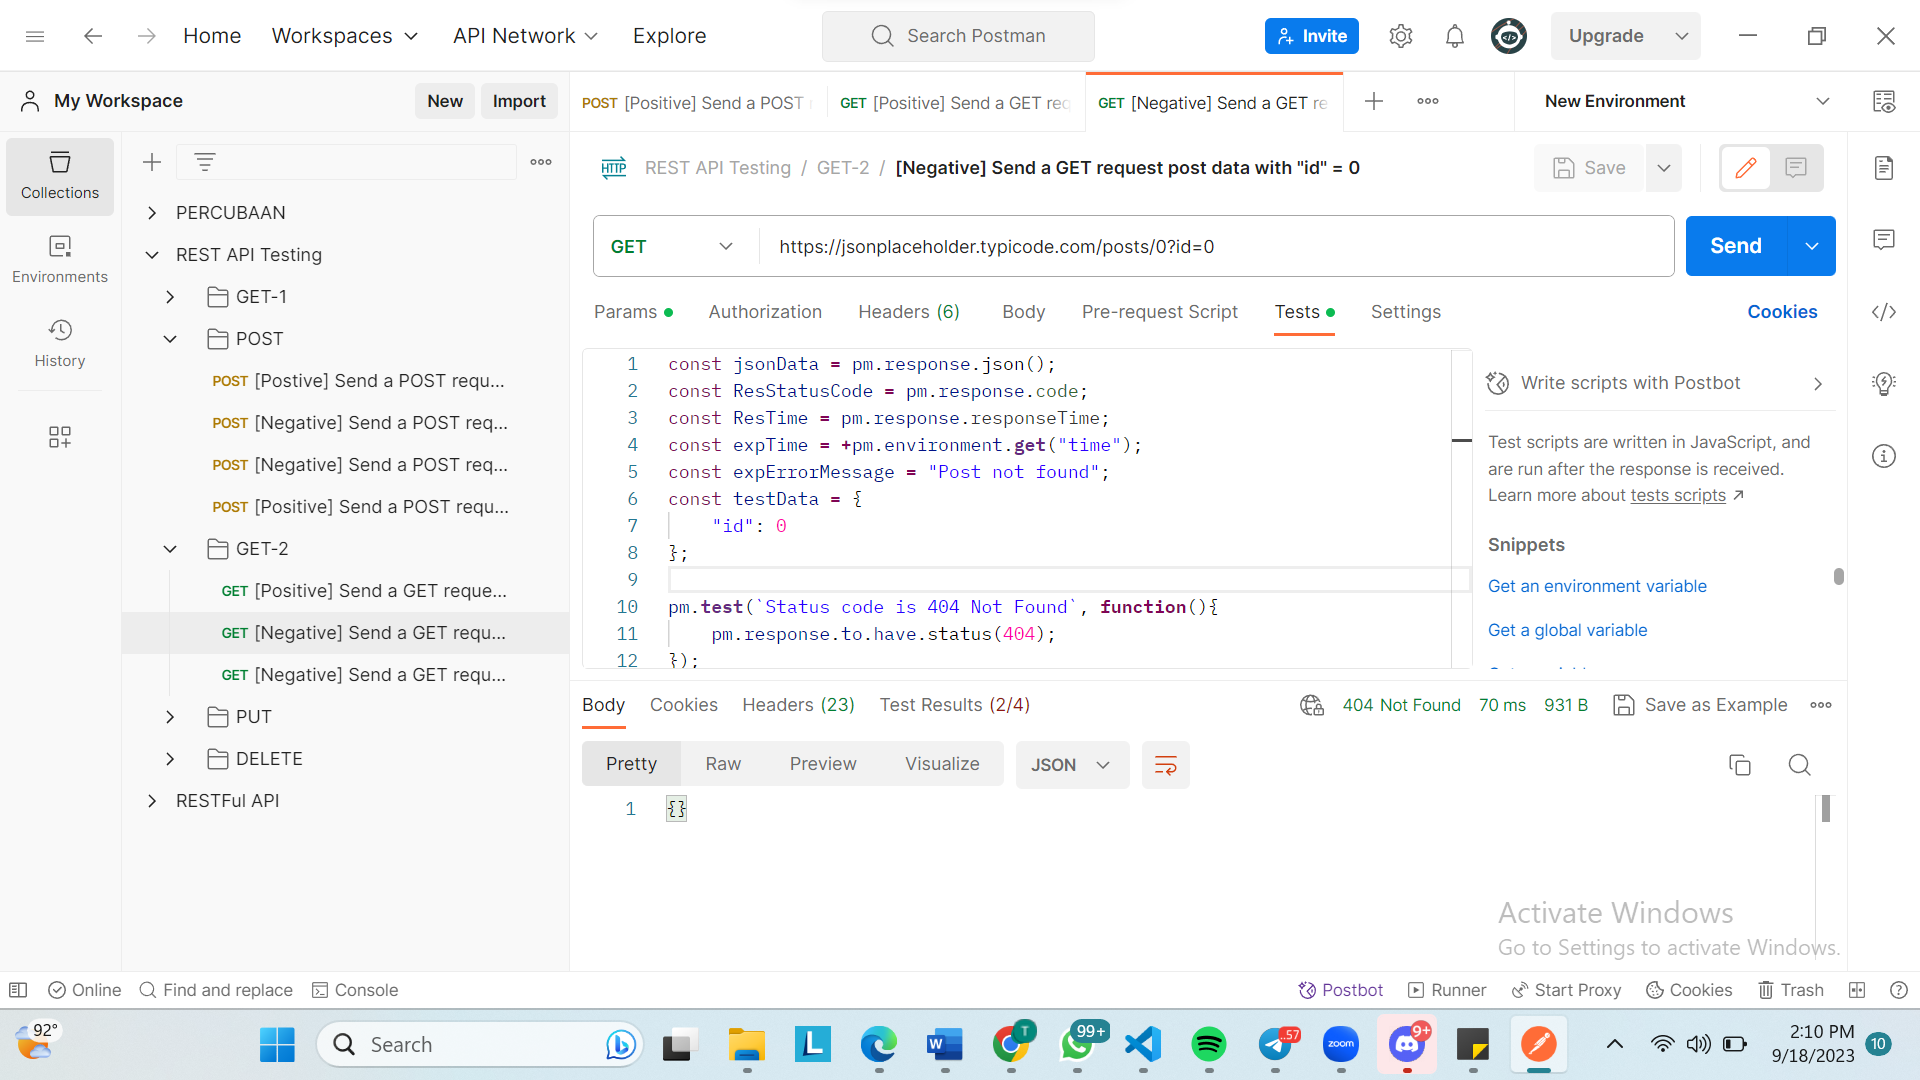 Home
Workspaces
API Network
Explore
Search Postman
Invite
Upgrade
My Workspace
New
Import
POST [Positive] Send a POST r
GET [Positive] Send a GET req
GET [Negative] Send a GET re
New Environment
Collections
Environments
History
PERCUBAAN
REST API Testing
GET-1
POST
POST [Postive] Send a POST requ...
POST [Negative] Send a POST req...
POST [Negative] Send a POST req...
POST [Positive] Send a POST requ...
GET-2
GET [Positive] Send a GET reque...
GET [Negative] Send a GET requ...
GET [Negative] Send a GET requ...
PUT
DELETE
RESTFul API
HTTP REST API Testing / GET-2 / [Negative] Send a GET request post data with "id" = 0
Save
GET
https://jsonplaceholder.typicode.com/posts/0?id=0
Send
Params
Authorization
Headers (6)
Body
Pre-request Script
Tests
Settings
Cookies
1 const jsonData = pm.response.json();
2 const ResStatusCode = pm.response.code;
3 const ResTime = pm.response.responseTime;
4 const expTime = +pm.environment.get("time");
5 const expErrorMessage = "Post not found";
6 const testData = {
7 "id": 0
8 };
9
10 pm.test(`Status code is 404 Not Found`, function(){
11 pm.response.to.have.status(404);
12 });
Write scripts with Postbot
Test scripts are written in JavaScript, and
are run after the response is received.
Learn more about tests scripts ↗
Snippets
Get an environment variable
Get a global variable
Body
Cookies
Headers (23)
Test Results (2/4)
404 Not Found
70 ms
931 B
Save as Example
Pretty
Raw
Preview
Visualize
JSON
1 {}
Activate Windows
Go to Settings to activate Windows.
Online
Find and replace
Console
Postbot
Runner
Start Proxy
Cookies
Trash
92°
Search
L
W
T
99+
57
zoom
9+
2:10 PM
9/18/2023
10